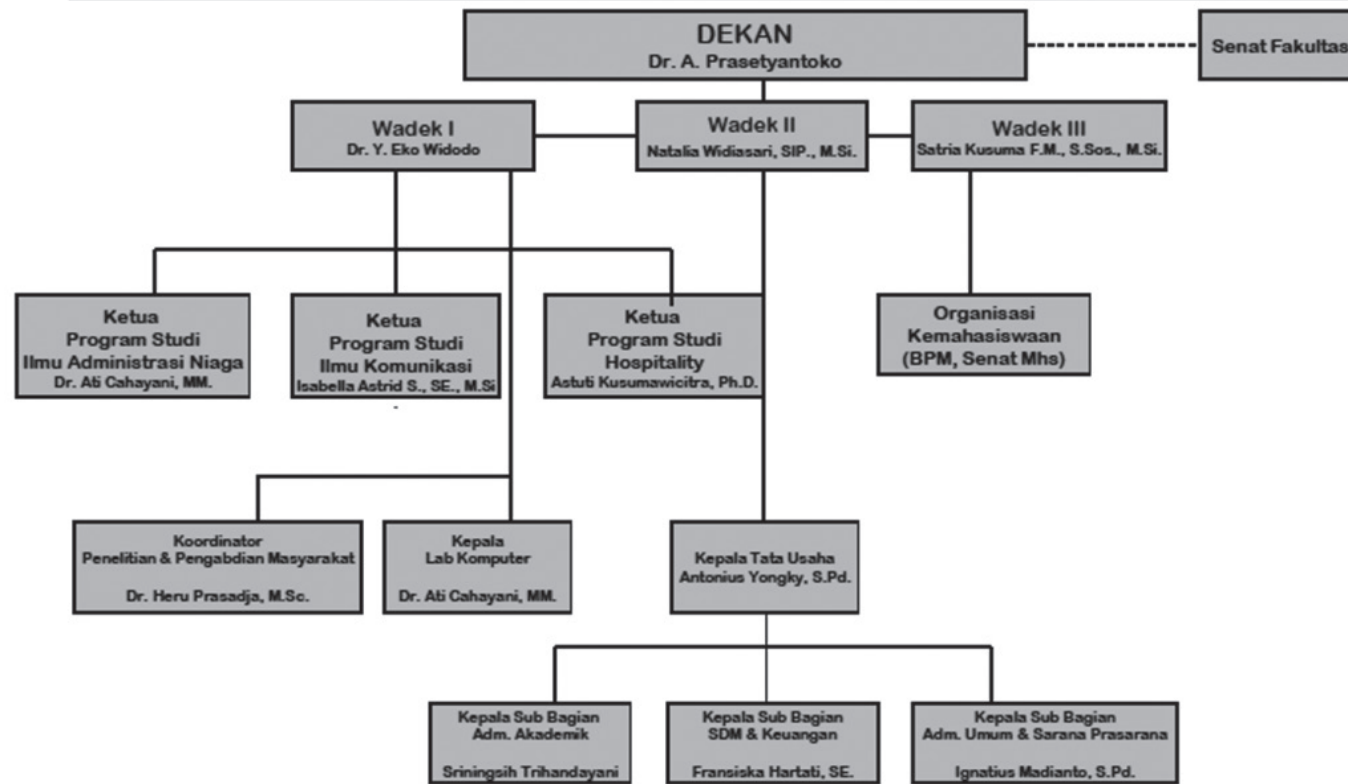 DEKAN
Dr. A. Prasetyantoko
Senat Fakultas
Wadek I
Dr. Y. Eko Widodo
Wadek II
Natalia Widiasari, SIP., M.Si.
Wadek III
Satria Kusuma F.M., S.Sos., M.Si.
Ketua
Program Studi
Ilmu Administrasi Niaga
Dr. Ati Cahayani, MM.
Ketua
Program Studi
Ilmu Komunikasi
Isabella Astrid S., SE., M.Si
Ketua
Program Studi
Hospitality
Astuti Kusumawicitra, Ph.D.
Organisasi
Kemahasiswaan
(BPM, Senat Mhs)
Koordinator
Penelitian & Pengabdian Masyarakat
Dr. Heru Prasadja, M.Sc.
Kepala
Lab Komputer
Dr. Ati Cahayani, MM.
Kepala Tata Usaha
Antonius Yongky, S.Pd.
Kepala Sub Bagian
Adm. Akademik
Sriningsih Trihandayani
Kepala Sub Bagian
SDM & Keuangan
Fransiska Hartati, SE.
Kepala Sub Bagian
Adm. Umum & Sarana Prasarana
Ignatius Madianto, S.Pd.